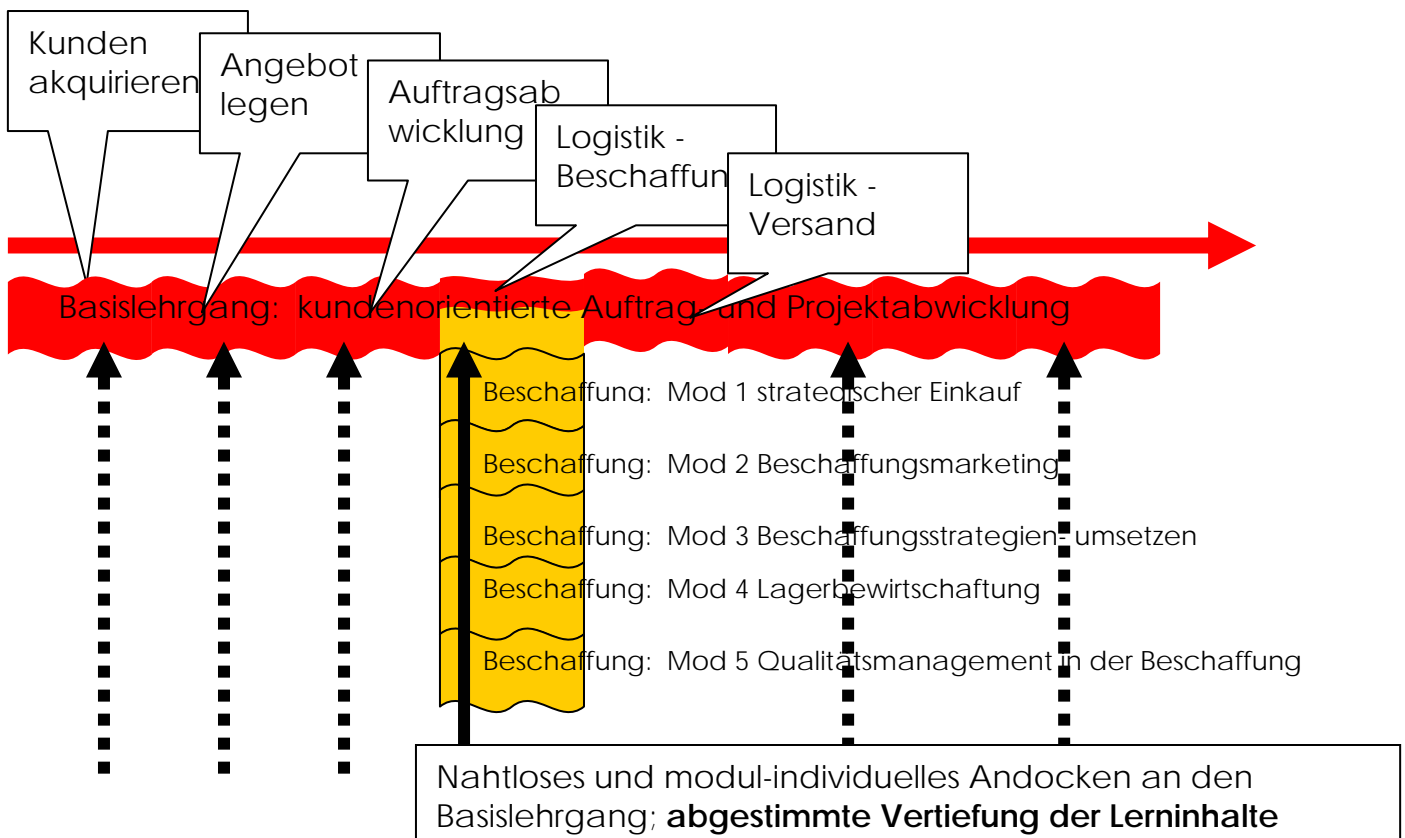 Kunden
akquirieren
Angebot
legen
Auftragsab
wicklung
Logistik -
Beschaffun
Logistik -
Versand
Basislehrgang: kundenorientierte Auftrag- und Projektabwicklung
Beschaffung: Mod 1 strategischer Einkauf
Beschaffung: Mod 2 Beschaffungsmarketing
Beschaffung: Mod 3 Beschaffungsstrategien- umsetzen
Beschaffung: Mod 4 Lagerbewirtschaftung
Beschaffung: Mod 5 Qualitätsmanagement in der Beschaffung
Nahtloses und modul-individuelles Andocken an den
Basislehrgang; abgestimmte Vertiefung der Lerninhalte